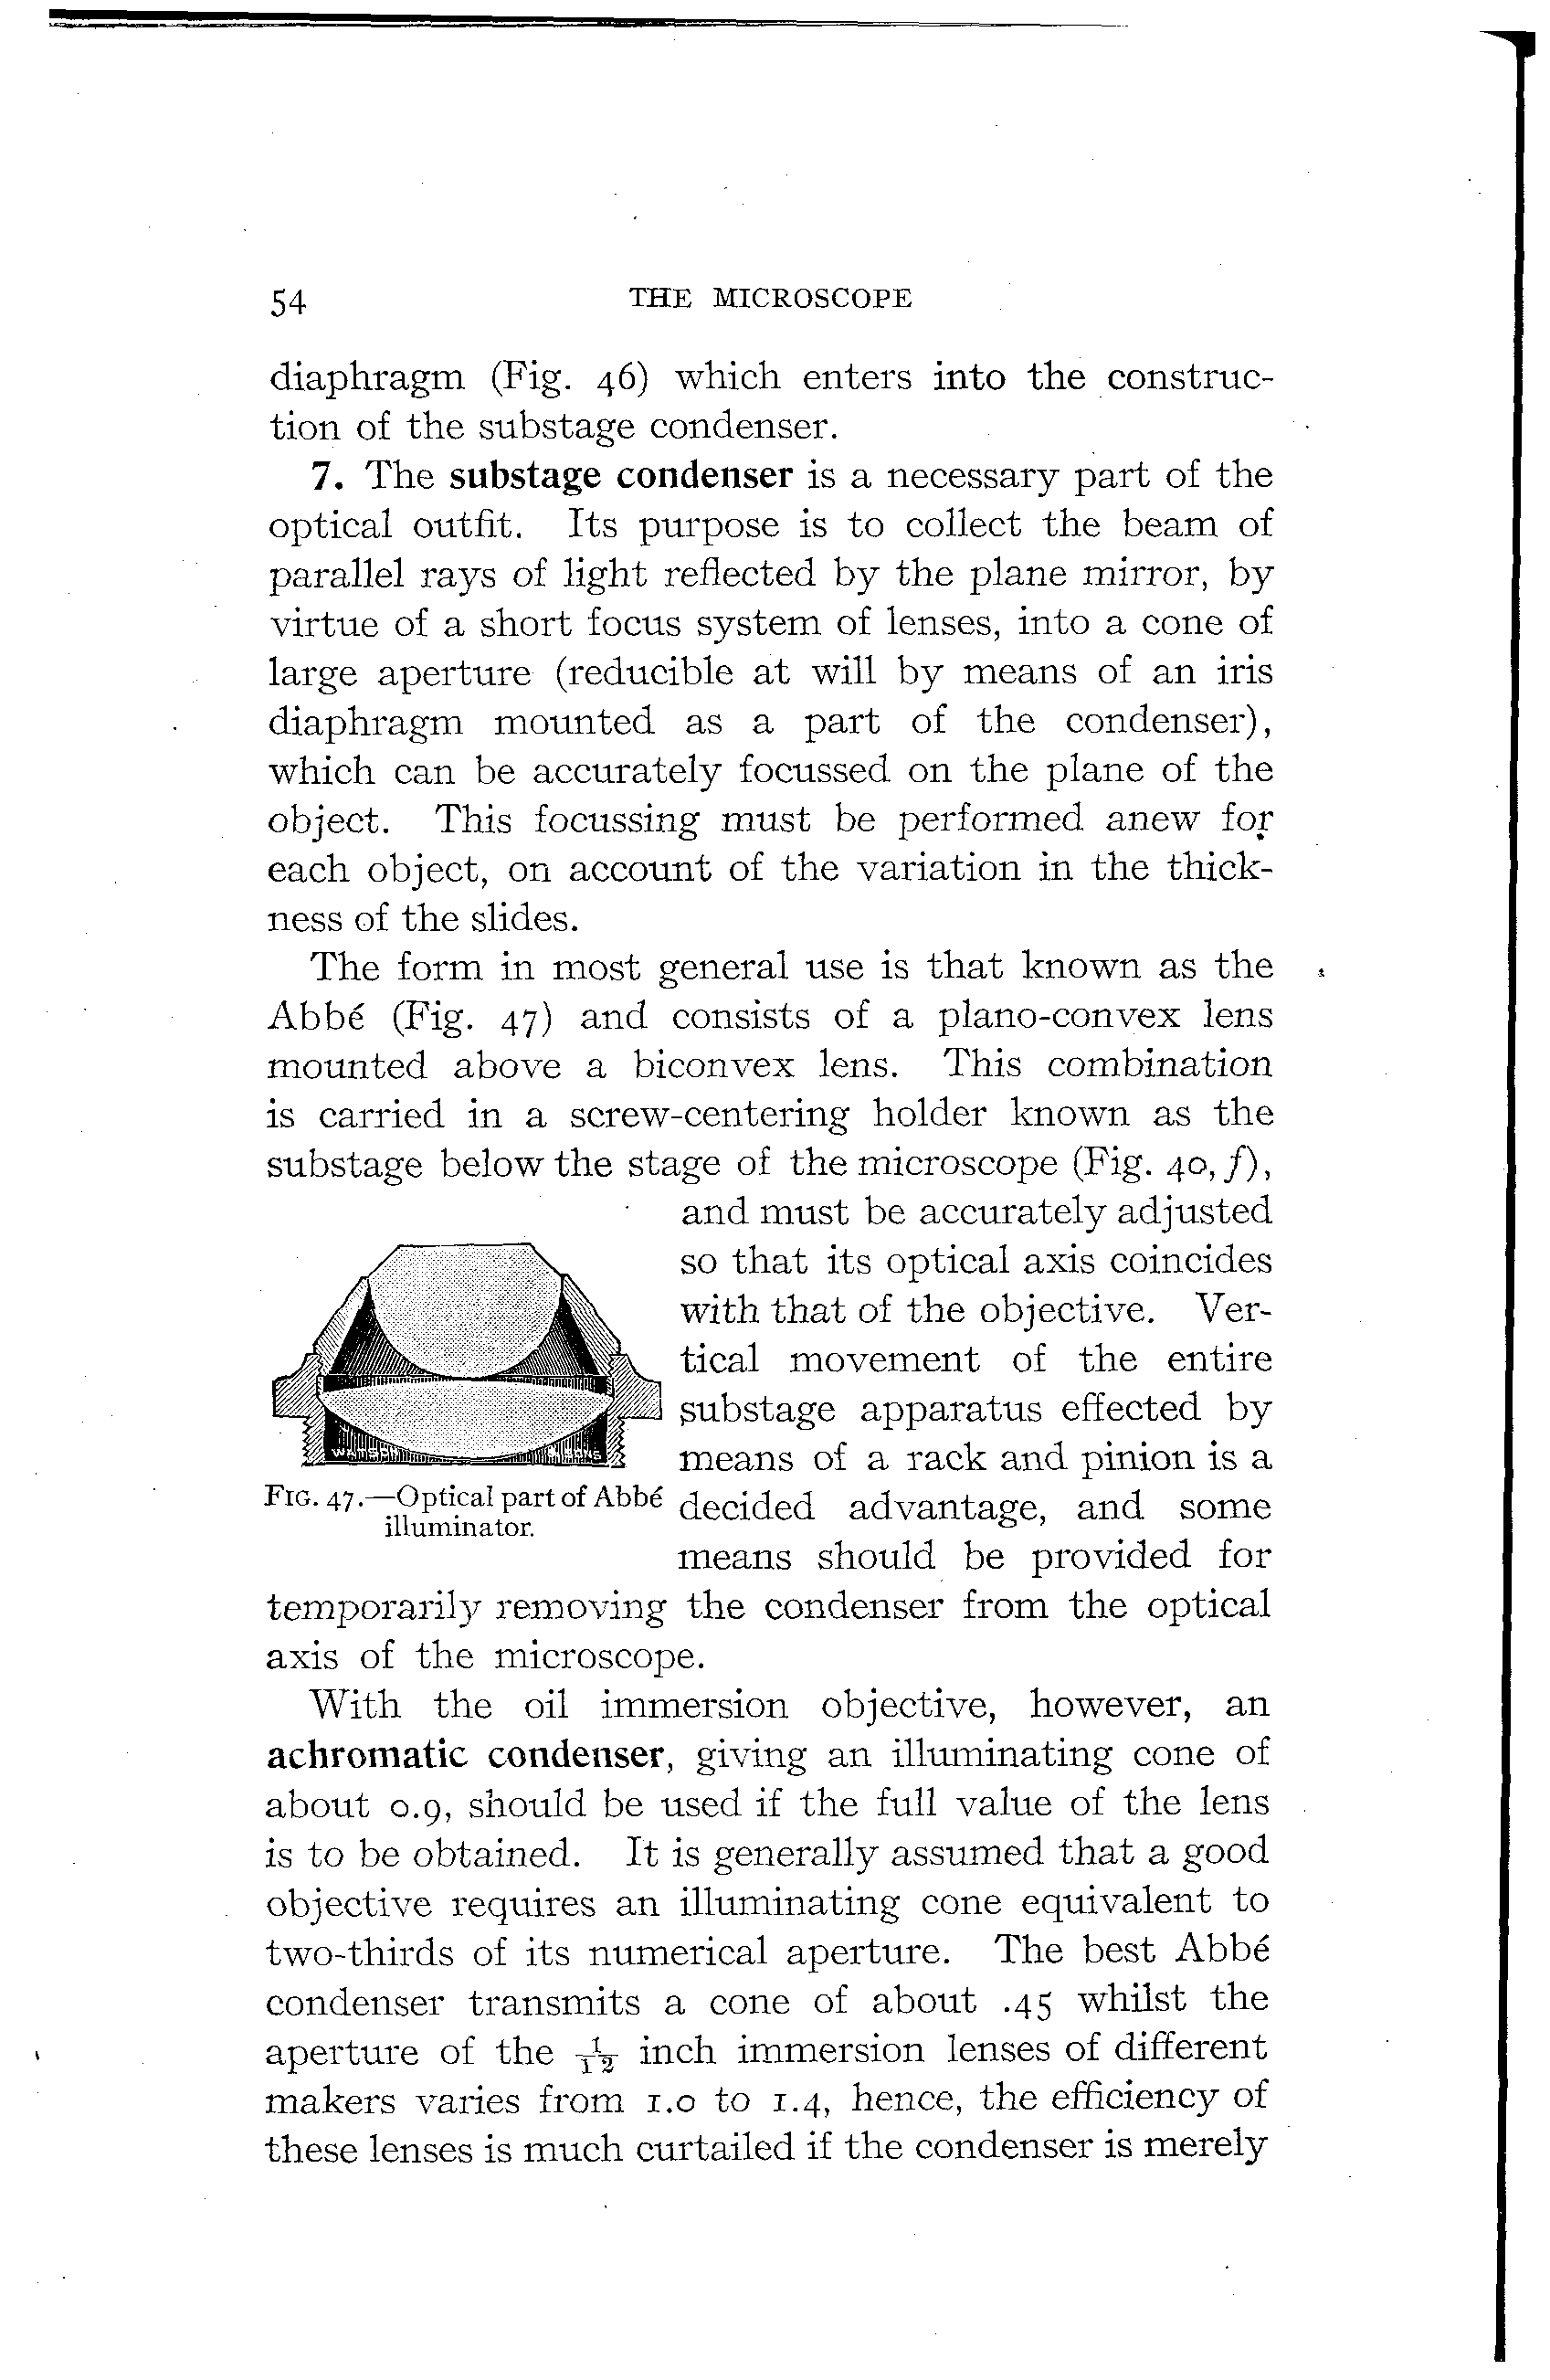 54 THE MICROSCOPE
diaphragm (Fig. 46) which enters into the construc-
tion of the substage condenser.
7. The substage condenser is a necessary part of the
optical outfit. Its purpose is to collect the beam of
parallel rays of light reflected by the plane mirror, by
virtue of a short focus system of lenses, into a cone of
large aperture (reducible at will by means of an iris
diaphragm mounted as a part of the condenser),
which can be accurately focussed on the plane of the
object. This focussing must be performed anew for
each object, on account of the variation in the thick-
ness of the slides.
The form in most general use is that known as the
Abbé (Fig. 47) and consists of a plano-convex lens
mounted above a biconvex lens. This combination
is carried in a screw-centering holder known as the
substage below the stage of the microscope (Fig. 40, f),
and must be accurately adjusted
so that its optical axis coincides
with that of the objective. Ver-
tical movement of the entire
substage apparatus effected by
means of a rack and pinion is a
decided advantage, and some
means should be provided for
WATSON & SONS
FIG. 47.—Optical part of Abbé
illuminator.
temporarily removing the condenser from the optical
axis of the microscope.
With the oil immersion objective, however, an
achromatic condenser, giving an illuminating cone of
about 0.9, should be used if the full value of the lens
is to be obtained. It is generally assumed that a good
objective requires an illuminating cone equivalent to
two-thirds of its numerical aperture. The best Abbé
condenser transmits a cone of about .45 whilst the
aperture of the 1/12 inch immersion lenses of different
makers varies from 1.0 to 1.4, hence, the efficiency of
these lenses is much curtailed if the condenser is merely